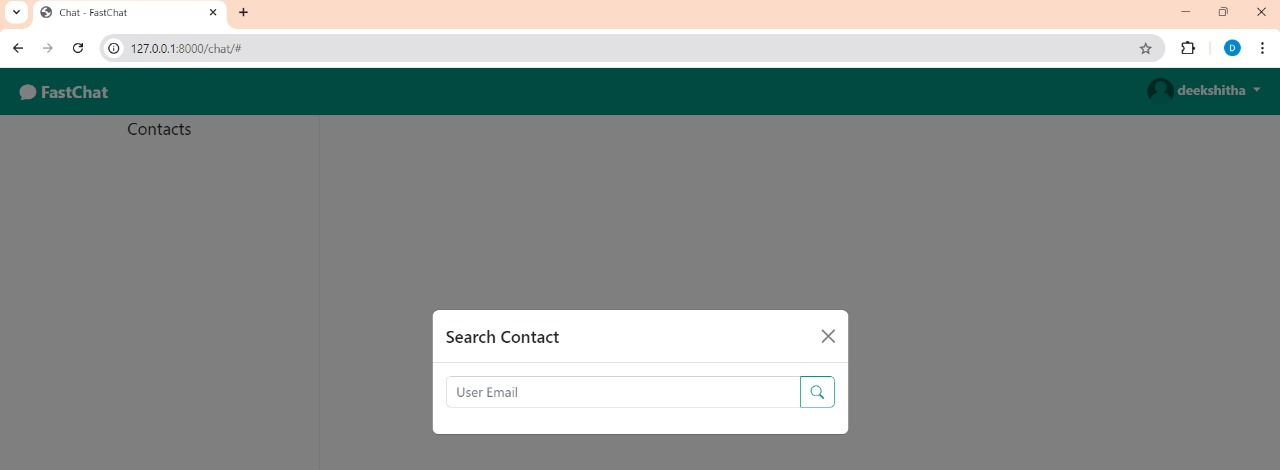 Chat - FastChat
127.0.0.1:8000/chat/#
D
FastChat
deekshitha
Contacts
Search Contact
User Email